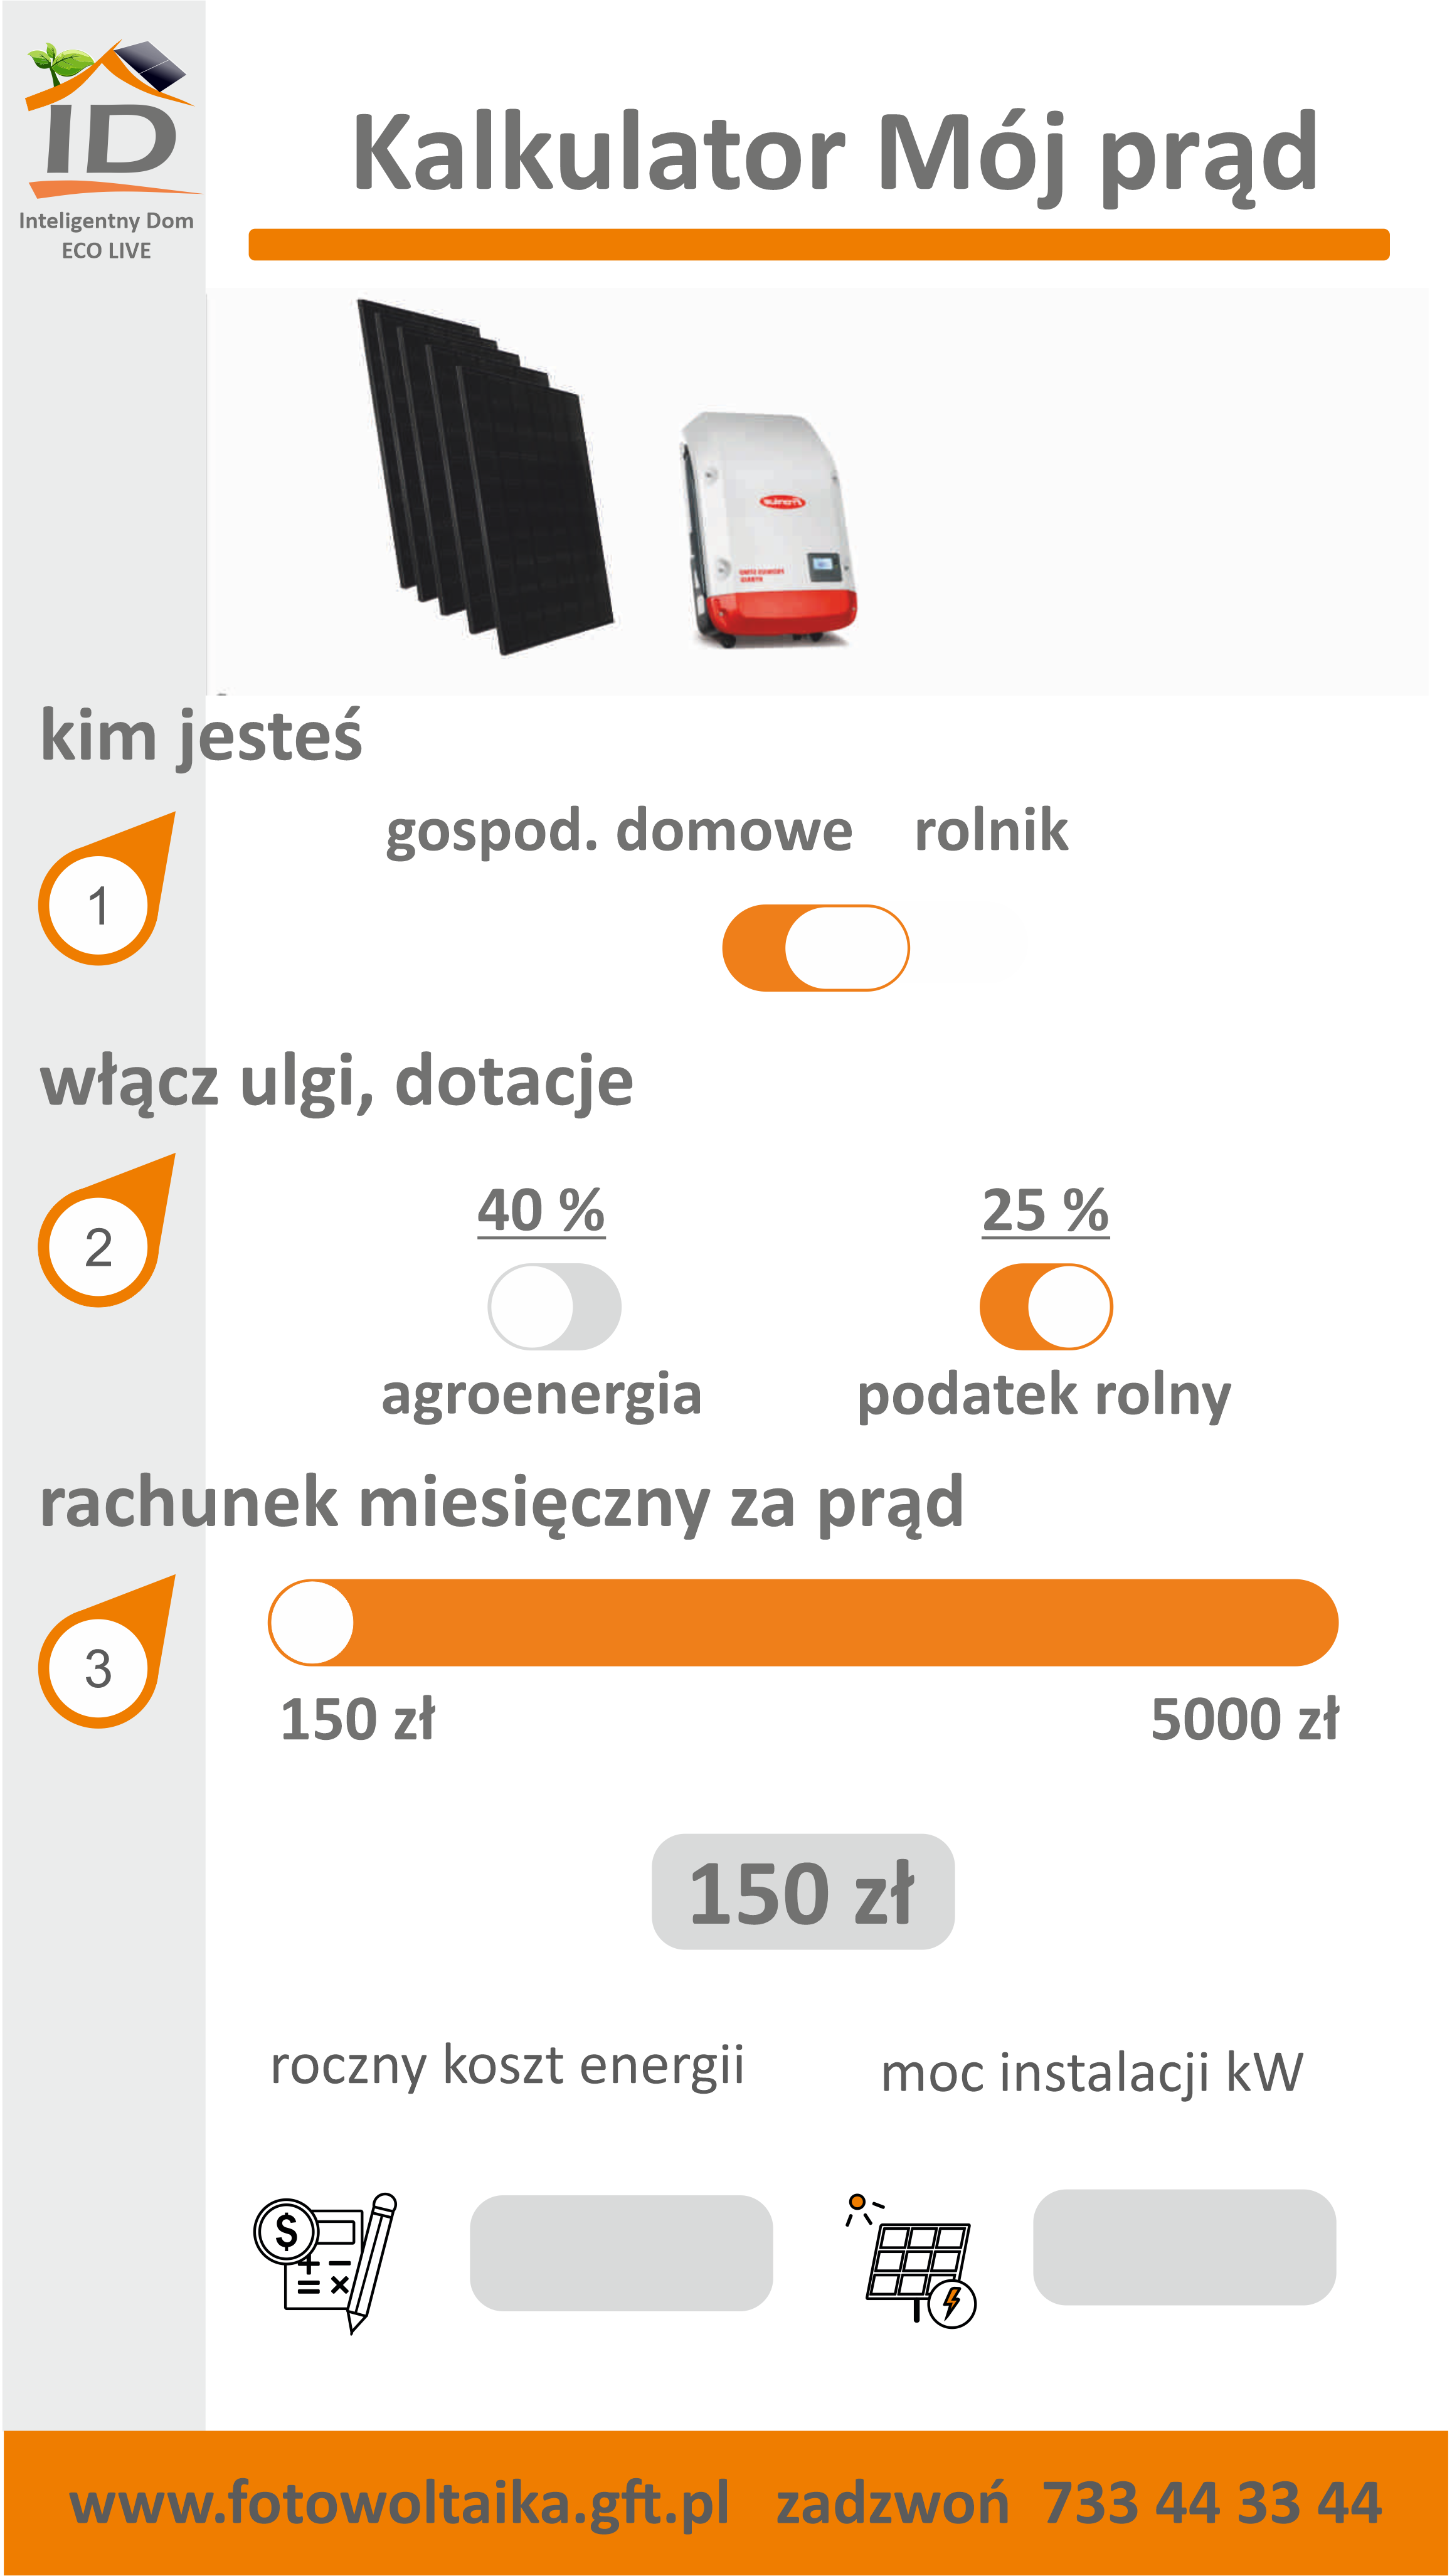 ID
Inteligentny Dom
ECO LIVE
Kalkulator Mój prąd
kim jesteś
gospod. domowe rolnik
1
włącz ulgi, dotacje
2
40 % 25 %
agroenergia podatek rolny
rachunek miesięczny za prąd
3
150 zł 5000 zł
150 zł
roczny koszt energii moc instalacji kW
$
+ −
= ×
www.fotowoltaika.gft.pl zadzwoń 733 44 33 44